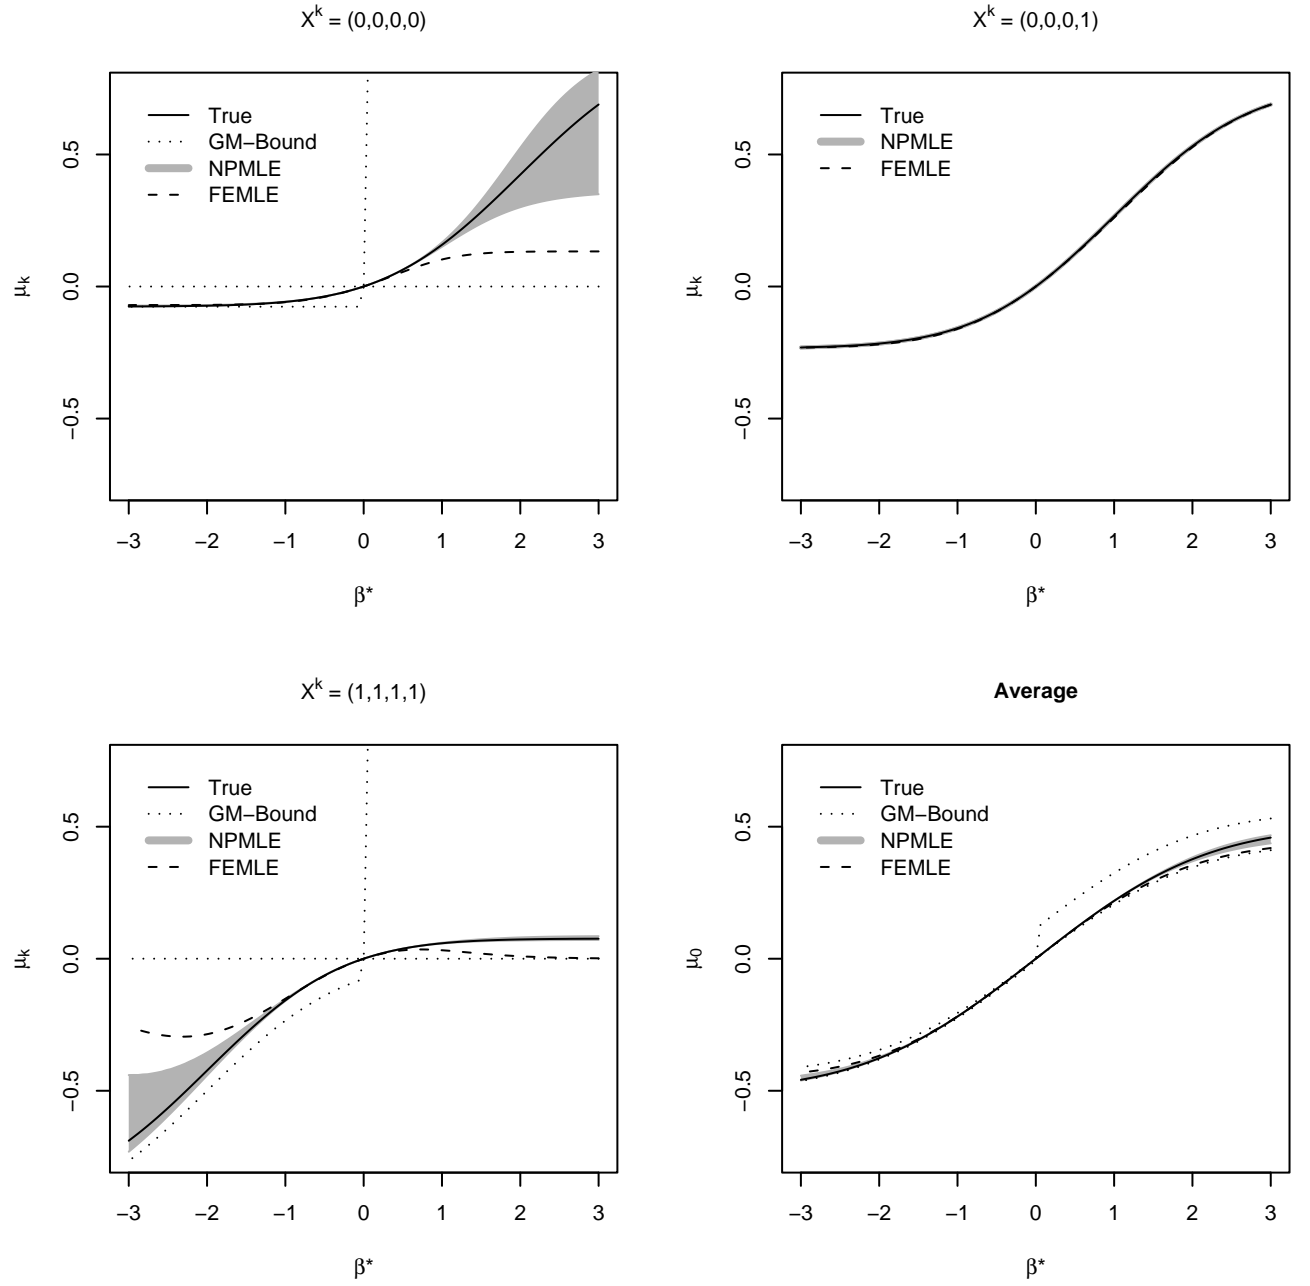 X^k = (0,0,0,0)
True
GM−Bound
NPMLE
FEMLE
0.5
0.0
−0.5
μk
−3 −2 −1 0 1 2 3
β*
X^k = (0,0,0,1)
True
NPMLE
FEMLE
0.5
0.0
−0.5
μk
−3 −2 −1 0 1 2 3
β*
X^k = (1,1,1,1)
True
GM−Bound
NPMLE
FEMLE
0.5
0.0
−0.5
μk
−3 −2 −1 0 1 2 3
β*
Average
True
GM−Bound
NPMLE
FEMLE
0.5
0.0
−0.5
μ0
−3 −2 −1 0 1 2 3
β*